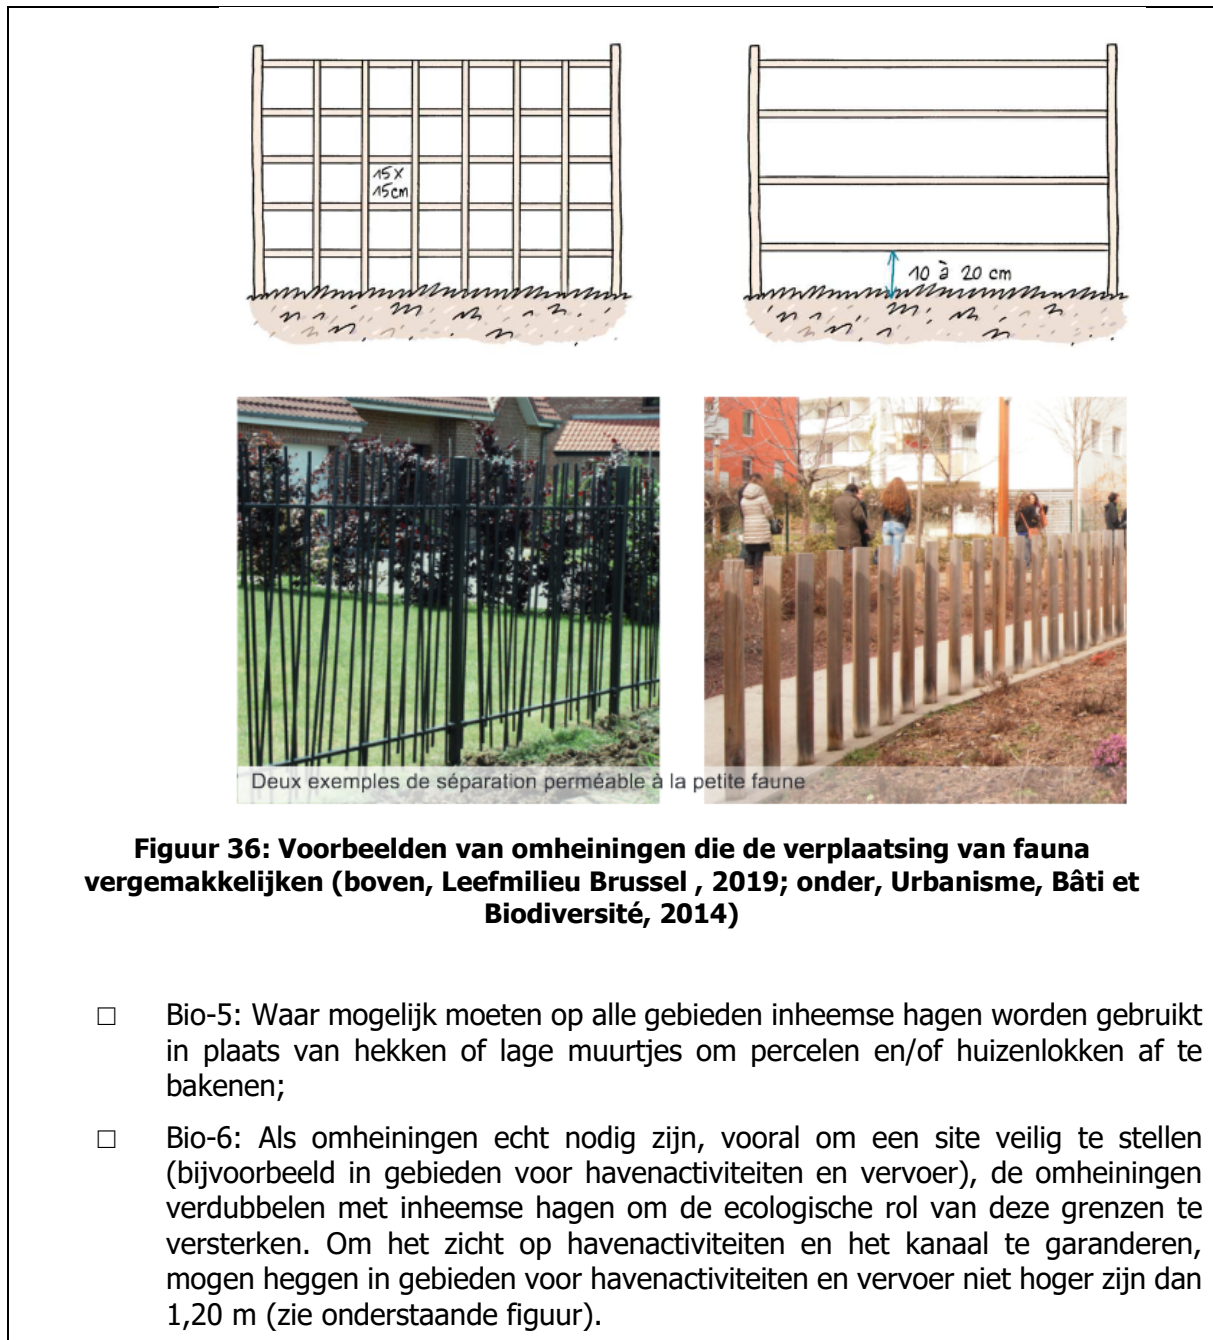 15 x
15cm
10 à 20 cm
Deux exemples de séparation perméable à la petite faune
Figuur 36: Voorbeelden van omheiningen die de verplaatsing van fauna
vergemakkelijken (boven, Leefmilieu Brussel , 2019; onder, Urbanisme, Bâti et
Biodiversité, 2014)
□ Bio-5: Waar mogelijk moeten op alle gebieden inheemse hagen worden gebruikt
in plaats van hekken of lage muurtjes om percelen en/of huizenlokken af te
bakenen;
□ Bio-6: Als omheiningen echt nodig zijn, vooral om een site veilig te stellen
(bijvoorbeeld in gebieden voor havenactiviteiten en vervoer), de omheiningen
verdubbelen met inheemse hagen om de ecologische rol van deze grenzen te
versterken. Om het zicht op havenactiviteiten en het kanaal te garanderen,
mogen heggen in gebieden voor havenactiviteiten en vervoer niet hoger zijn dan
1,20 m (zie onderstaande figuur).